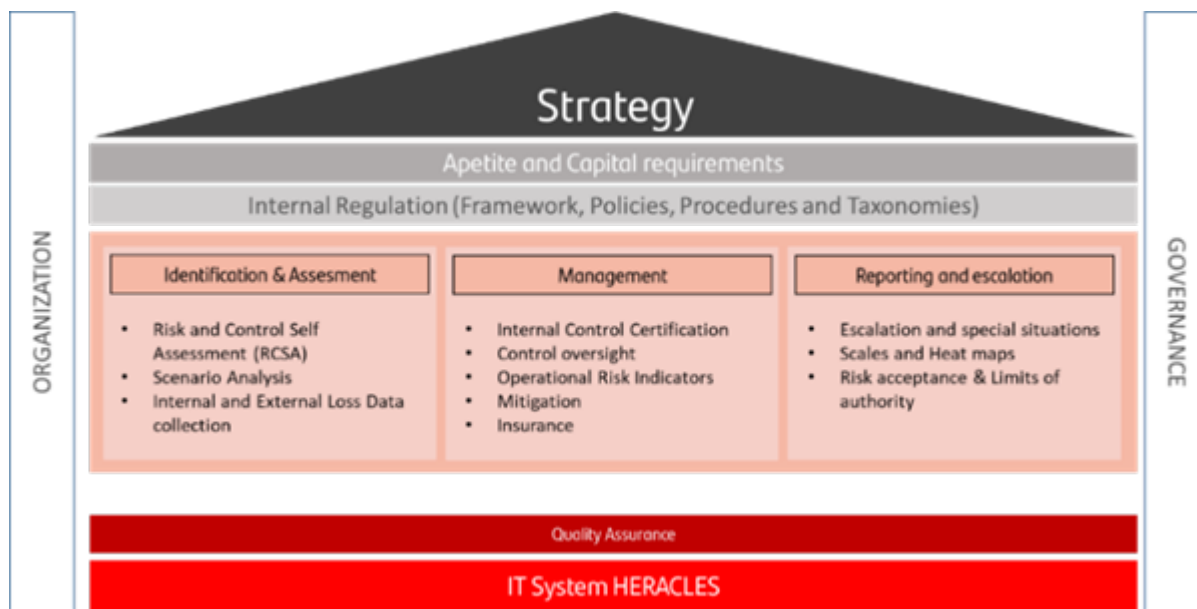 Strategy
Apetite and Capital requirements
Internal Regulation (Framework, Policies, Procedures and Taxonomies)
ORGANIZATION
Identification & Assesment
• Risk and Control Self
Assessment (RCSA)
• Scenario Analysis
• Internal and External Loss Data
collection
Management
• Internal Control Certification
• Control oversight
• Operational Risk Indicators
• Mitigation
• Insurance
Reporting and escalation
• Escalation and special situations
• Scales and Heat maps
• Risk acceptance & Limits of
authority
GOVERNANCE
Quality Assurance
IT System HERACLES